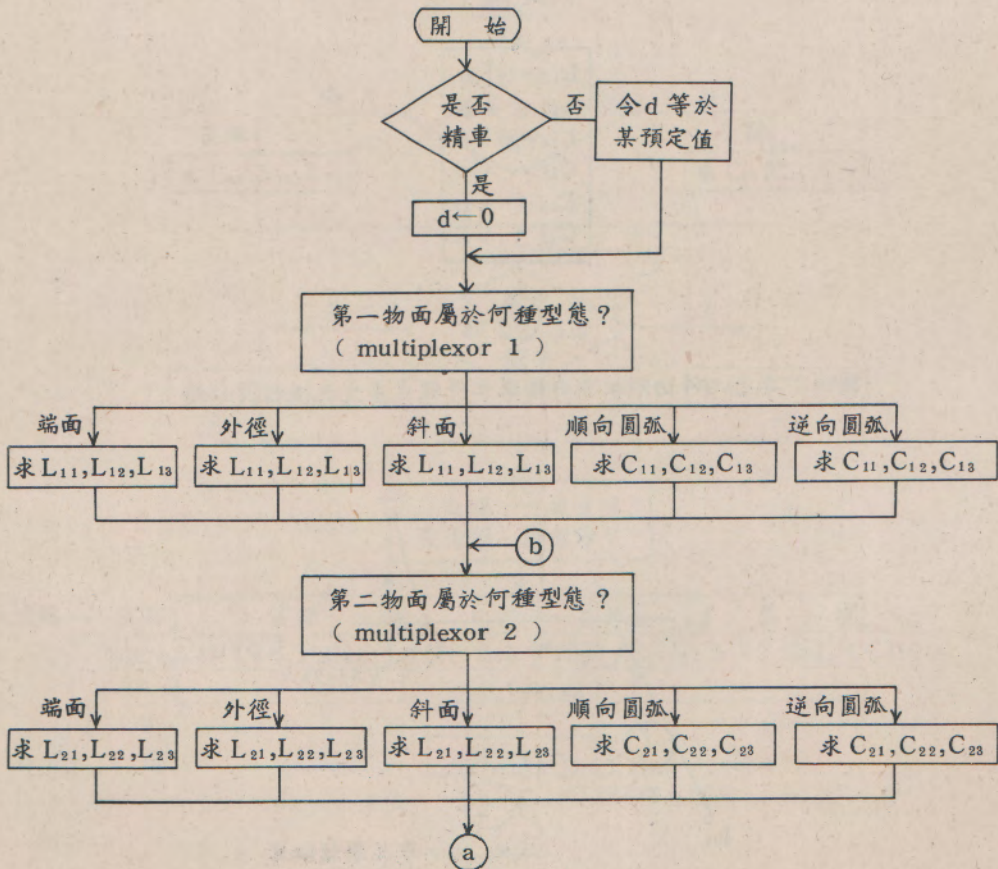 開 始
是否
精車
否
令d等於
某預定值
是
d←0
第一物面屬於何種型態？
（ multiplexor 1 ）
端面
外徑
斜面
順向圓弧
逆向圓弧
求 L₁₁,L₁₂,L₁₃
求 L₁₁,L₁₂,L₁₃
求 L₁₁,L₁₂,L₁₃
求 C₁₁,C₁₂,C₁₃
求 C₁₁,C₁₂,C₁₃
b
第二物面屬於何種型態？
（ multiplexor 2 ）
端面
外徑
斜面
順向圓弧
逆向圓弧
求 L₂₁,L₂₂,L₂₃
求 L₂₁,L₂₂,L₂₃
求 L₂₁,L₂₂,L₂₃
求 C₂₁,C₂₂,C₂₃
求 C₂₁,C₂₂,C₂₃
a